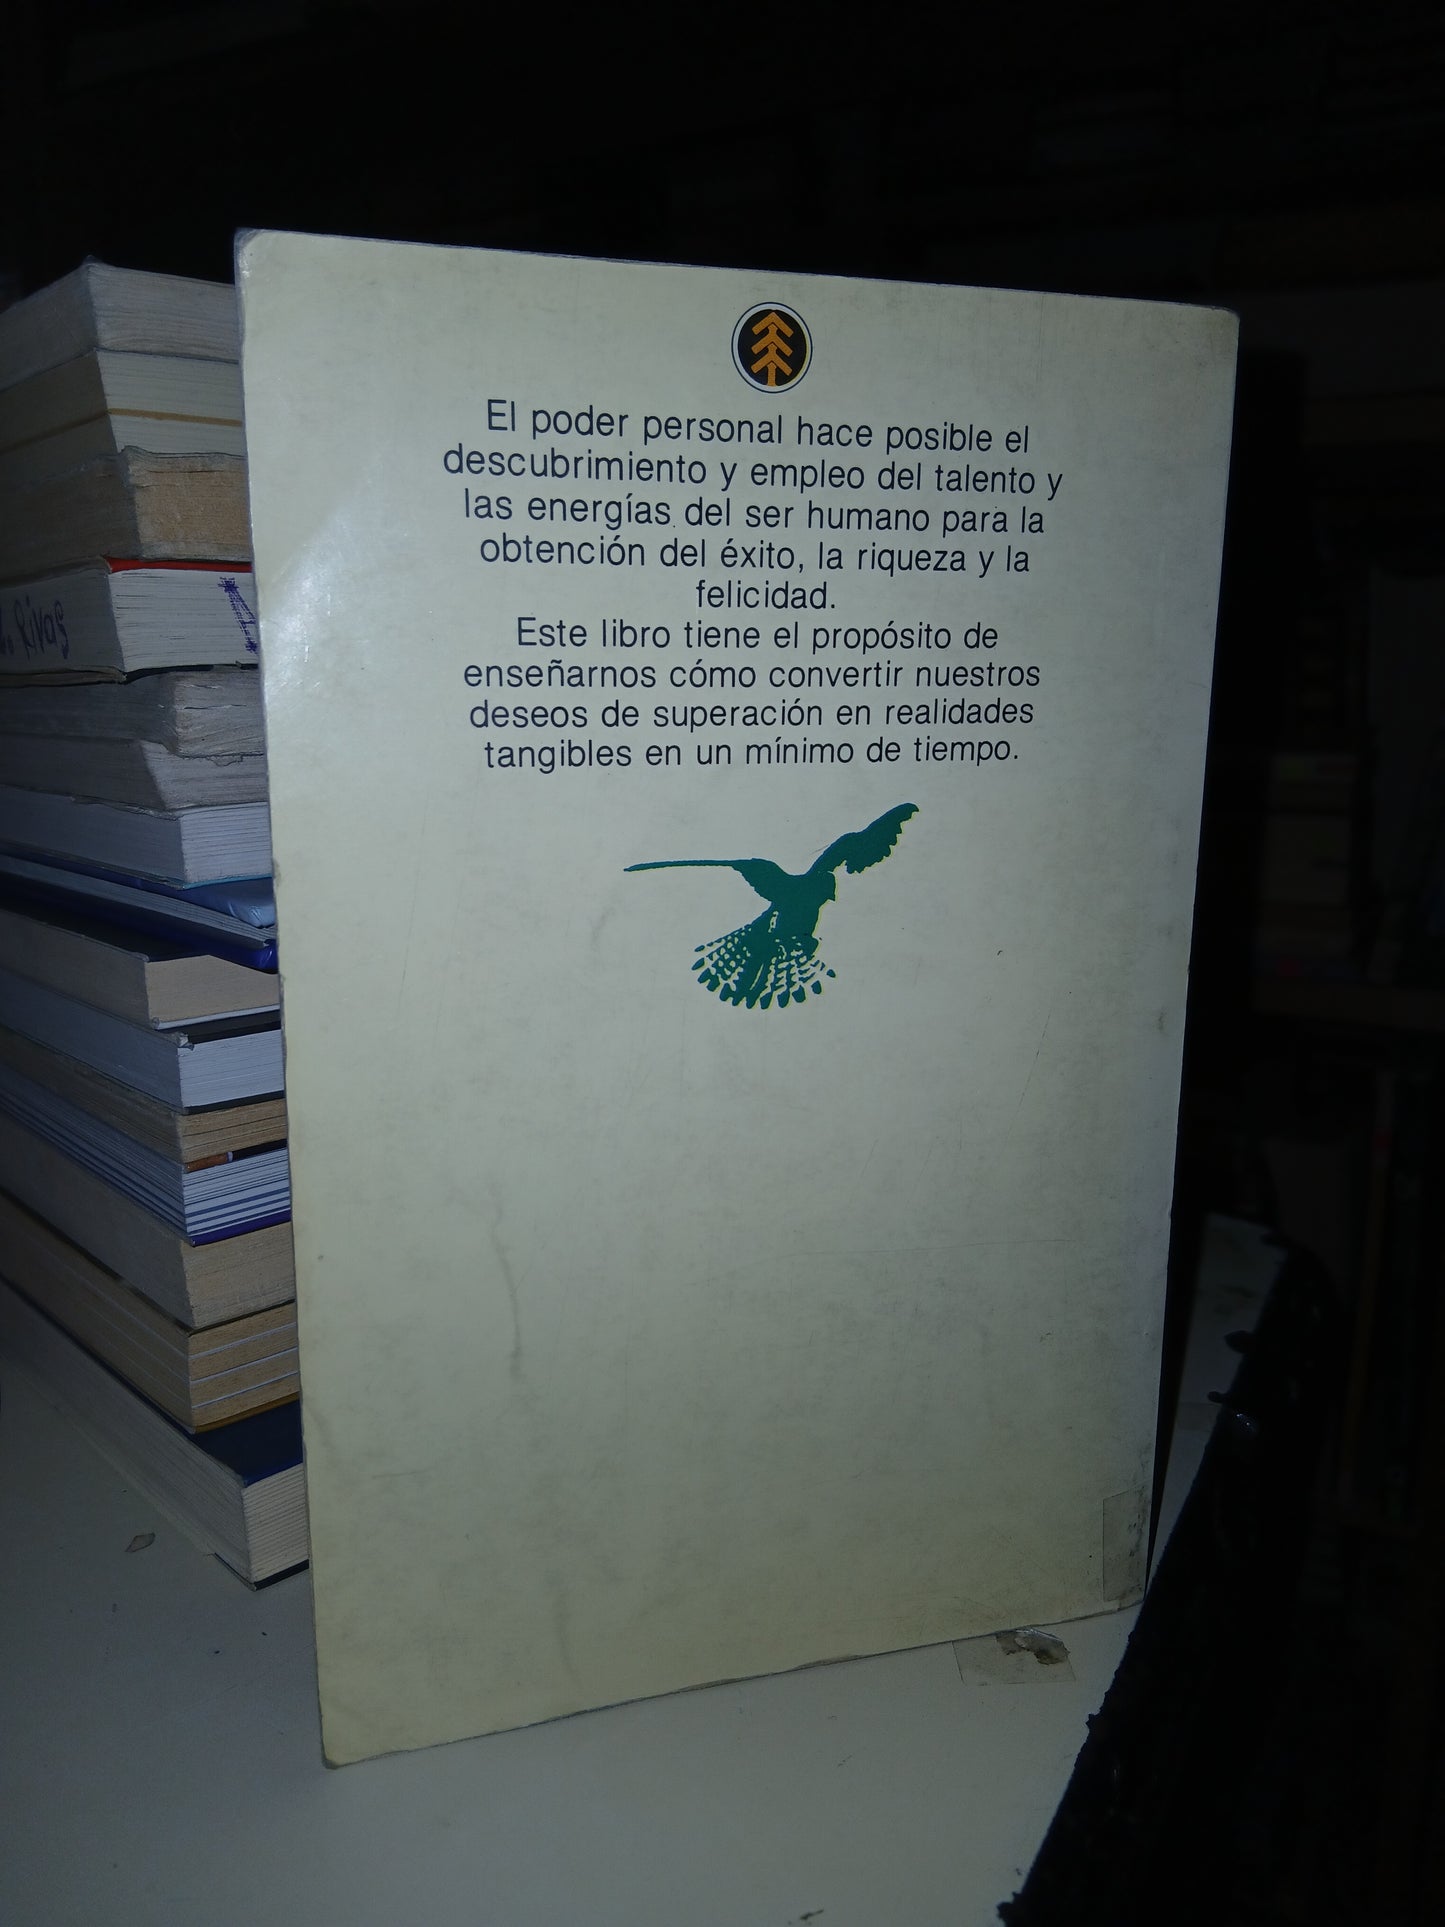 El poder personal hace posible el
descubrimiento y empleo del talento y
las energías del ser humano para la
obtención del éxito, la riqueza y la
felicidad.
Este libro tiene el propósito de
enseñarnos cómo convertir nuestros
deseos de superación en realidades
tangibles en un mínimo de tiempo.
Rivas